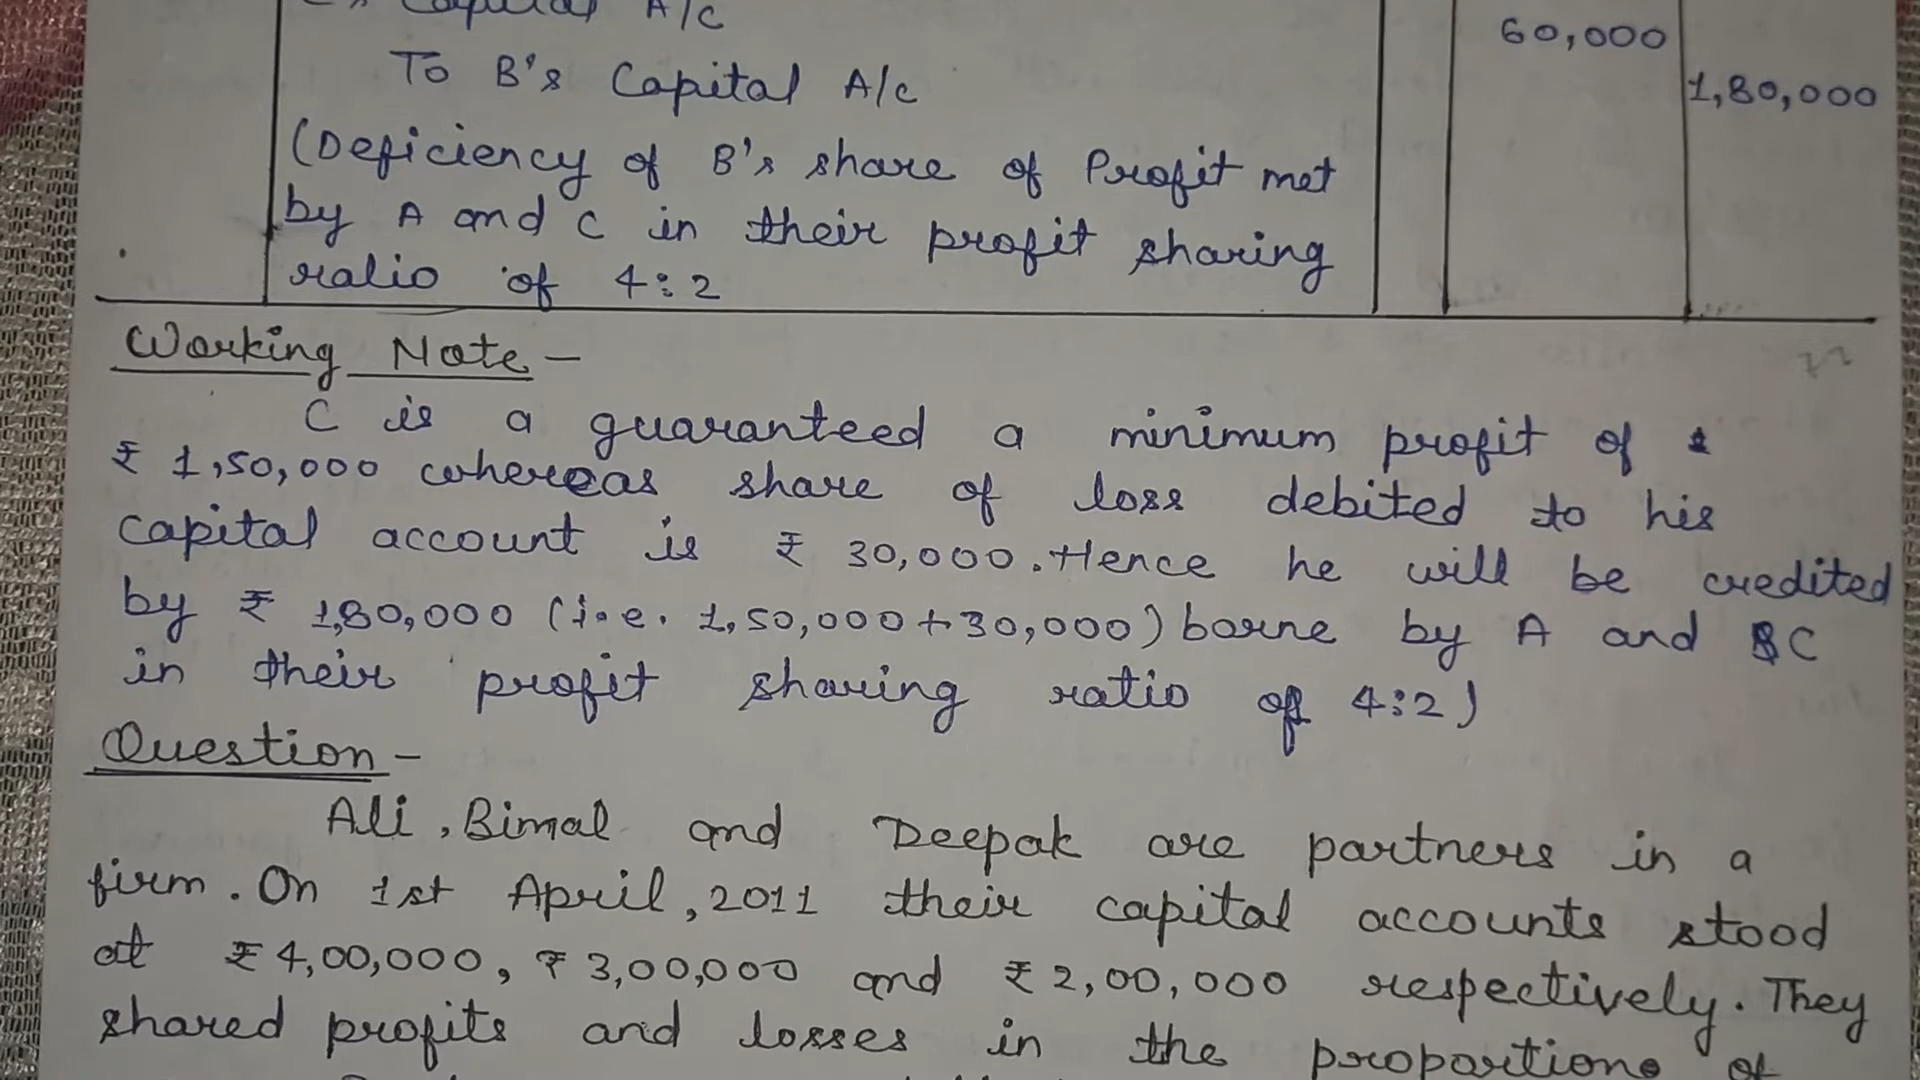 Capital A/c
60,000
To B's Capital A/c
1,80,000
(Deficiency of B's share of Profit met
by A and C in their profit sharing
ratio of 4:2
Working Note -
C is a guaranteed a minimum profit of
₹ 1,50,000 whereas share of loss debited to his
capital account is ₹ 30,000. Hence he will be credited
by ₹ 1,80,000 (i.e. 1,50,000+30,000) borne by A and C
in their profit sharing ratio of 4:2)
Question -
Ali, Bimal and Deepak are partners in a
firm. On 1st April, 2011 their capital accounts stood
at ₹4,00,000, ₹3,00,000 and ₹2,00,000 respectively. They
shared profits and losses in the proportions of